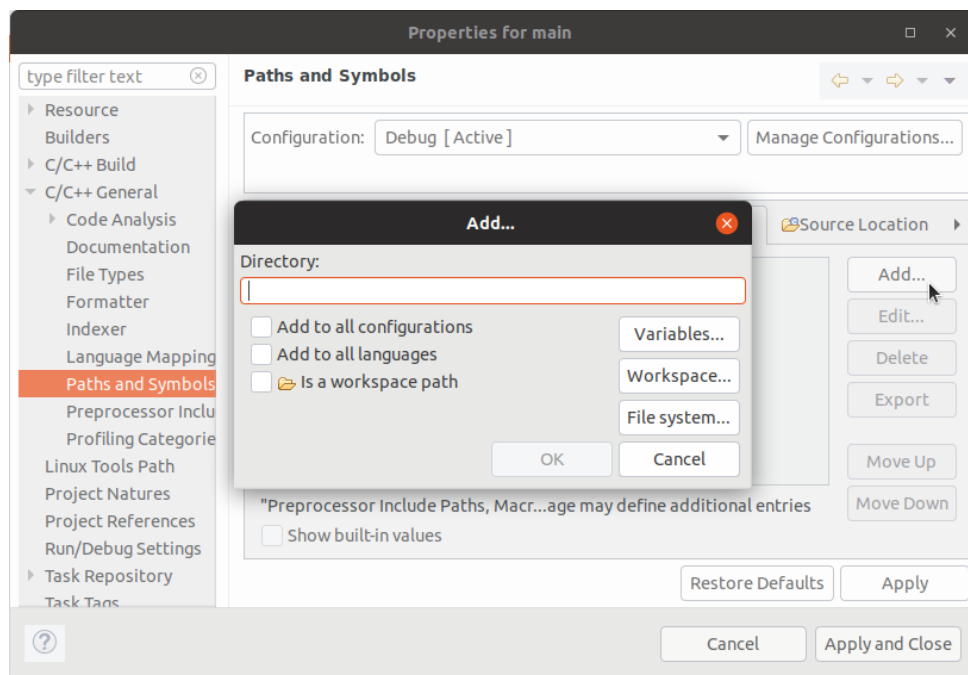 Properties for main
type filter text
Paths and Symbols
Resource
Builders
C/C++ Build
C/C++ General
Code Analysis
Documentation
File Types
Formatter
Indexer
Language Mapping
Paths and Symbols
Preprocessor Inclu
Profiling Categorie
Linux Tools Path
Project Natures
Project References
Run/Debug Settings
Task Repository
Task Tags
Configuration:
Debug [ Active ]
Manage Configurations...
Source Location
Add...
Edit...
Delete
Export
Move Up
Move Down
Add...
Directory:
Add to all configurations
Add to all languages
Is a workspace path
Variables...
Workspace...
File system...
OK
Cancel
"Preprocessor Include Paths, Macr...age may define additional entries
Show built-in values
Restore Defaults
Apply
Cancel
Apply and Close